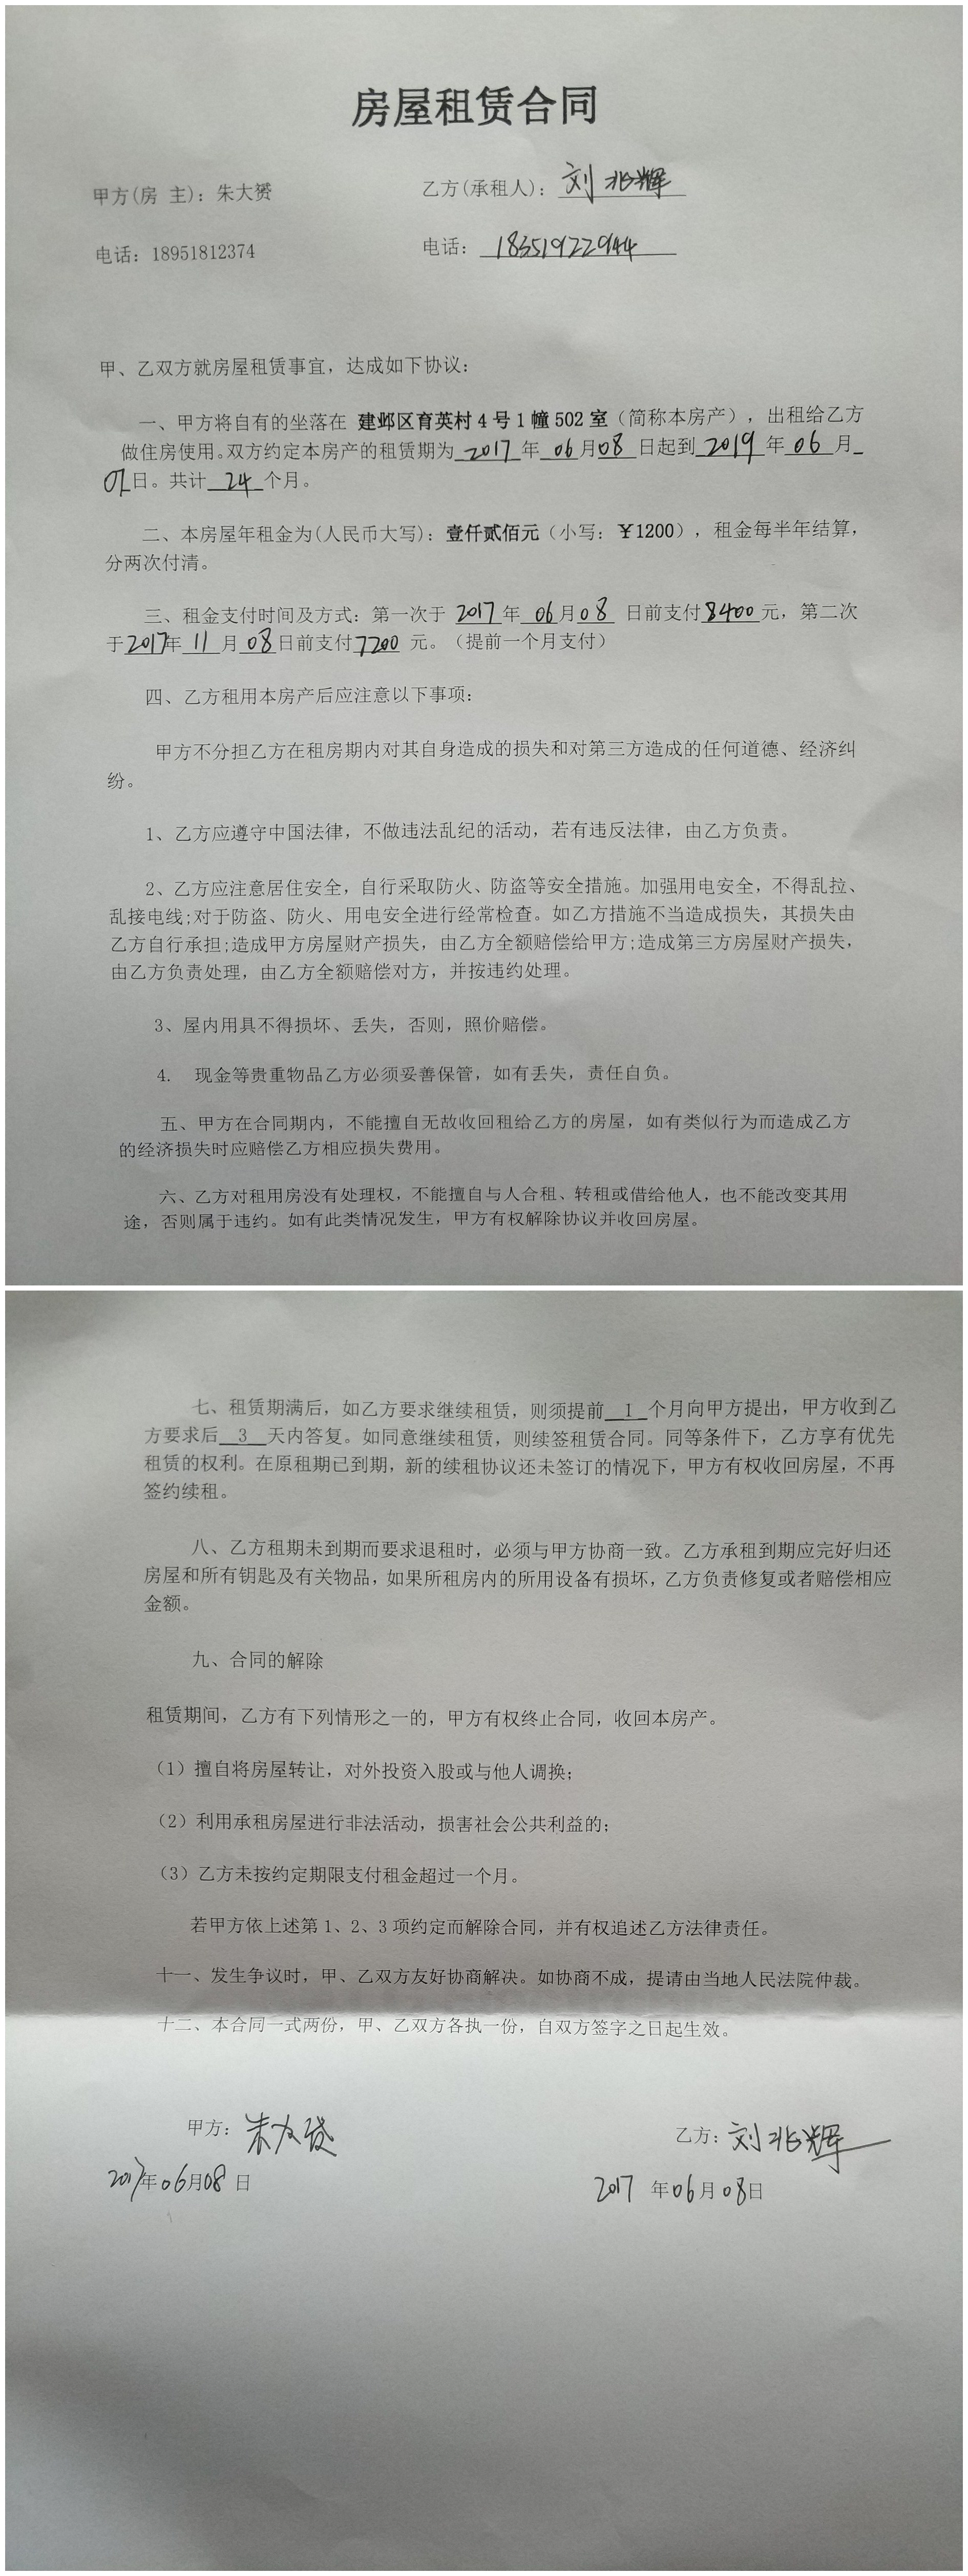 房屋租赁合同
甲方(房 主)：朱大赟
乙方(承租人)：刘兆辉
电话：18951812374
电话：18351922944
甲、乙双方就房屋租赁事宜，达成如下协议：
一、甲方将自有的坐落在 建邺区育英村4号1幢502室（简称本房产），出租给乙方
做住房使用。双方约定本房产的租赁期为 2017 年 06 月 08 日起到 2019 年 06 月
07日。共计 24 个月。
二、本房屋年租金为(人民币大写)：壹仟贰佰元（小写：￥1200），租金每半年结算，
分两次付清。
三、租金支付时间及方式：第一次于 2017 年 06 月 08 日前支付8400元，第二次
于2017年 11 月 08日前支付7200 元。（提前一个月支付）
四、乙方租用本房产后应注意以下事项：
甲方不分担乙方在租房期内对其自身造成的损失和对第三方造成的任何道德、经济纠
纷。
1、乙方应遵守中国法律，不做违法乱纪的活动，若有违反法律，由乙方负责。
2、乙方应注意居住安全，自行采取防火、防盗等安全措施。加强用电安全，不得乱拉、
乱接电线;对于防盗、防火、用电安全进行经常检查。如乙方措施不当造成损失，其损失由
乙方自行承担;造成甲方房屋财产损失，由乙方全额赔偿给甲方;造成第三方房屋财产损失，
由乙方负责处理，由乙方全额赔偿对方，并按违约处理。
3、屋内用具不得损坏、丢失，否则，照价赔偿。
4. 现金等贵重物品乙方必须妥善保管，如有丢失，责任自负。
五、甲方在合同期内，不能擅自无故收回租给乙方的房屋，如有类似行为而造成乙方
的经济损失时应赔偿乙方相应损失费用。
六、乙方对租用房没有处理权，不能擅自与人合租、转租或借给他人，也不能改变其用
途，否则属于违约。如有此类情况发生，甲方有权解除协议并收回房屋。
七、租赁期满后，如乙方要求继续租赁，则须提前 1 个月向甲方提出，甲方收到乙
方要求后 3 天内答复。如同意继续租赁，则续签租赁合同。同等条件下，乙方享有优先
租赁的权利。在原租期已到期，新的续租协议还未签订的情况下，甲方有权收回房屋，不再
签约续租。
八、乙方租期未到期而要求退租时，必须与甲方协商一致。乙方承租到期应完好归还
房屋和所有钥匙及有关物品，如果所租房内的所用设备有损坏，乙方负责修复或者赔偿相应
金额。
九、合同的解除
租赁期间，乙方有下列情形之一的，甲方有权终止合同，收回本房产。
（1）擅自将房屋转让，对外投资入股或与他人调换；
（2）利用承租房屋进行非法活动，损害社会公共利益的；
（3）乙方未按约定期限支付租金超过一个月。
若甲方依上述第 1、2、3 项约定而解除合同，并有权追述乙方法律责任。
十一、发生争议时，甲、乙双方友好协商解决。如协商不成，提请由当地人民法院仲裁。
十二、本合同一式两份，甲、乙双方各执一份，自双方签字之日起生效。
甲方：朱大赟
乙方：刘兆辉
2017年06月08 日
2017 年06月 08日